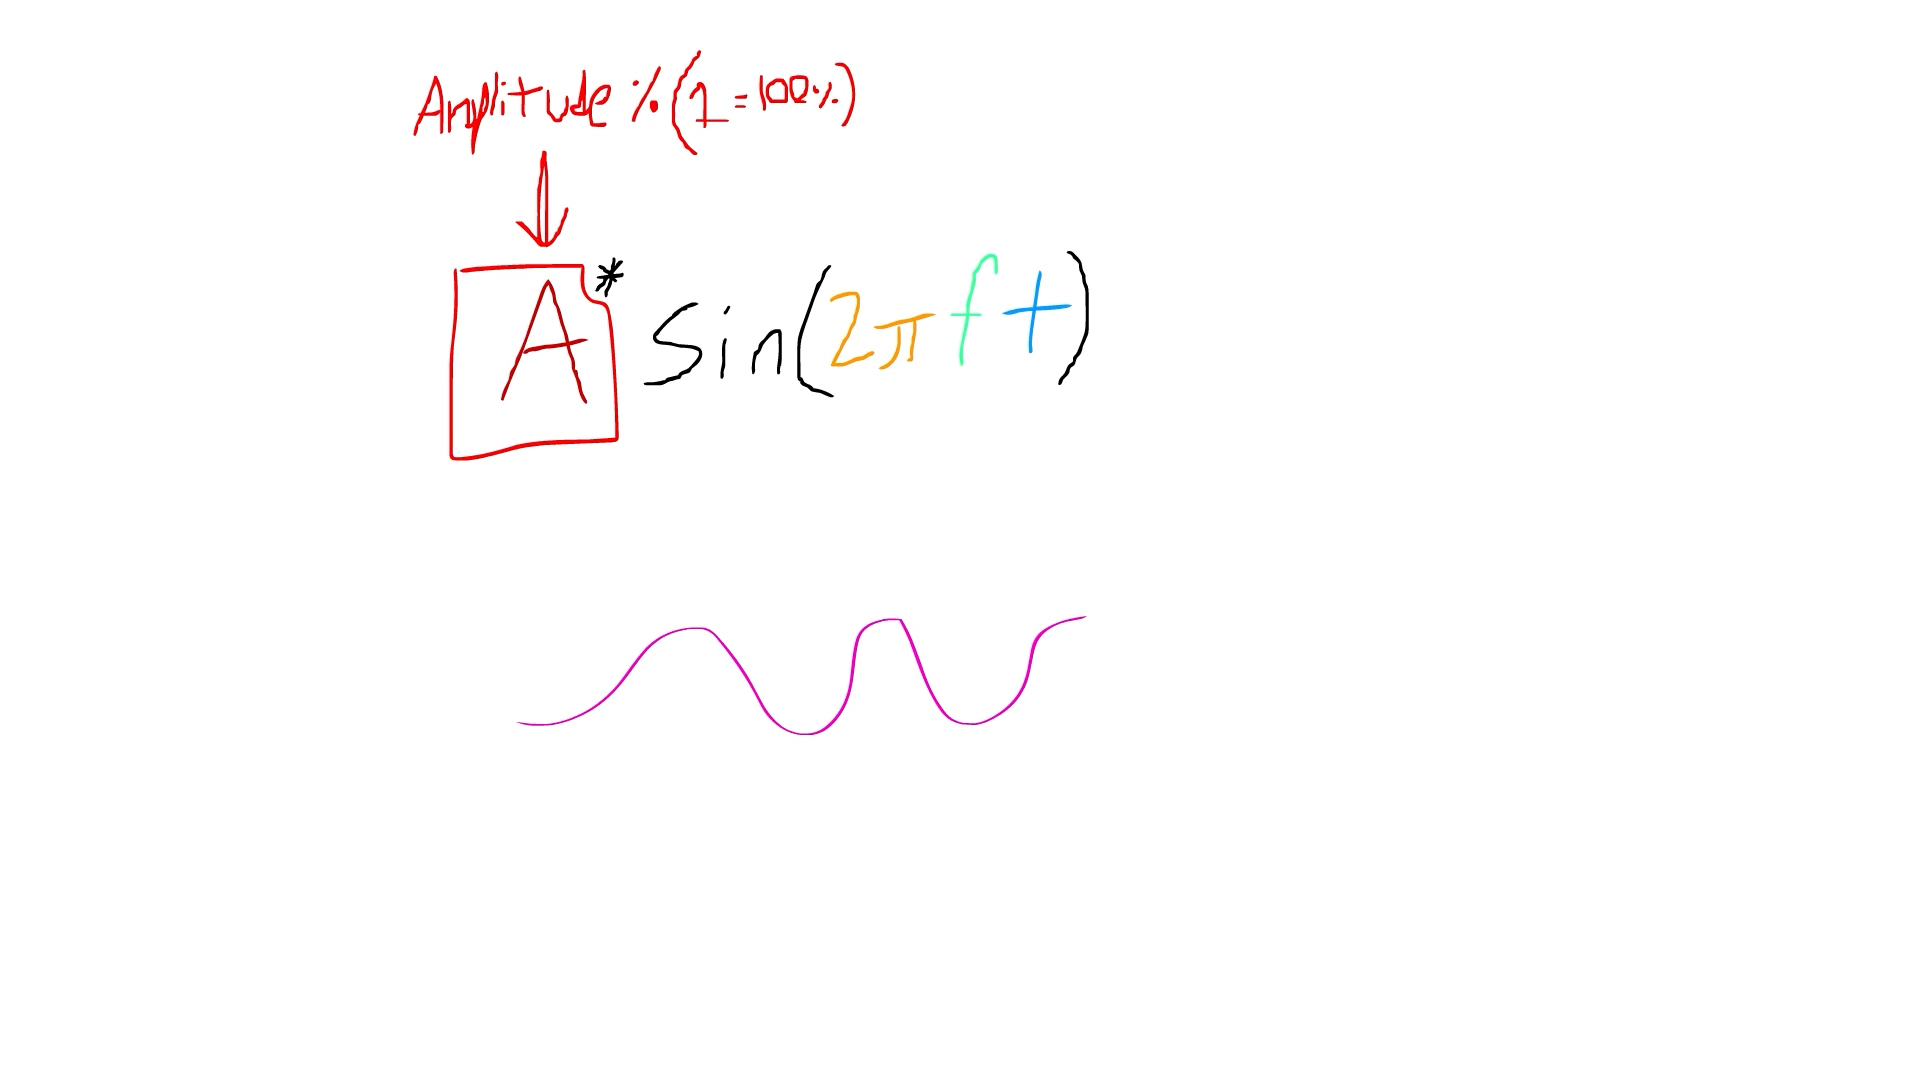 Amplitude % (1 = 100%)
A * Sin(2πft)